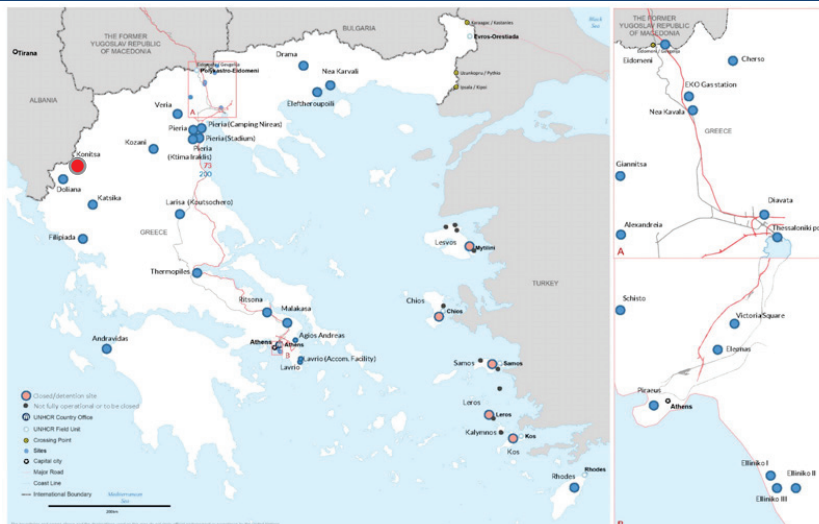 THE FORMER
YUGOSLAV REPUBLIC
OF MACEDONIA
BULGARIA
Black
Sea
Tirana
ALBANIA
Evros-Orestiada
Polykastro-Eidomeni
Drama
Nea Karvali
Eleftheroupoili
A
Veria
Pieria
Pieria (Camping Nireas)
Pieria (Stadium)
Pieria
(Ktima Iraklis)
73
200
Kozani
Konitsa
Doliana
Katsika
Filipiada
Larisa (Koutsochero)
GREECE
Thermopiles
Ritsona
Malakasa
Agios Andreas
Athens
Athens
Lavrio (Accom. Facility)
Lavrio
Andravidas
Lesvos
Mytilini
TURKEY
Chios
Chios
Samos
Samos
Leros
Leros
Kalymnos
Kos
Kos
Rhodes
Rhodes
Closed/detention site
Not fully operational or to be closed
UNHCR Country Office
UNHCR Field Unit
Crossing Point
Sites
Capital city
Major Road
Coast Line
International Boundary
Mediterranean
Sea
THE FORMER
YUGOSLAV REPUBLIC
OF MACEDONIA
Eidomeni
Cherso
EKO Gas station
Nea Kavala
GREECE
Giannitsa
Diavata
Alexandreia
Thessaloniki po
A
Schinto
Victoria Square
Eleonas
Piraeus
Athens
Elliniko I
Elliniko II
Elliniko III
B